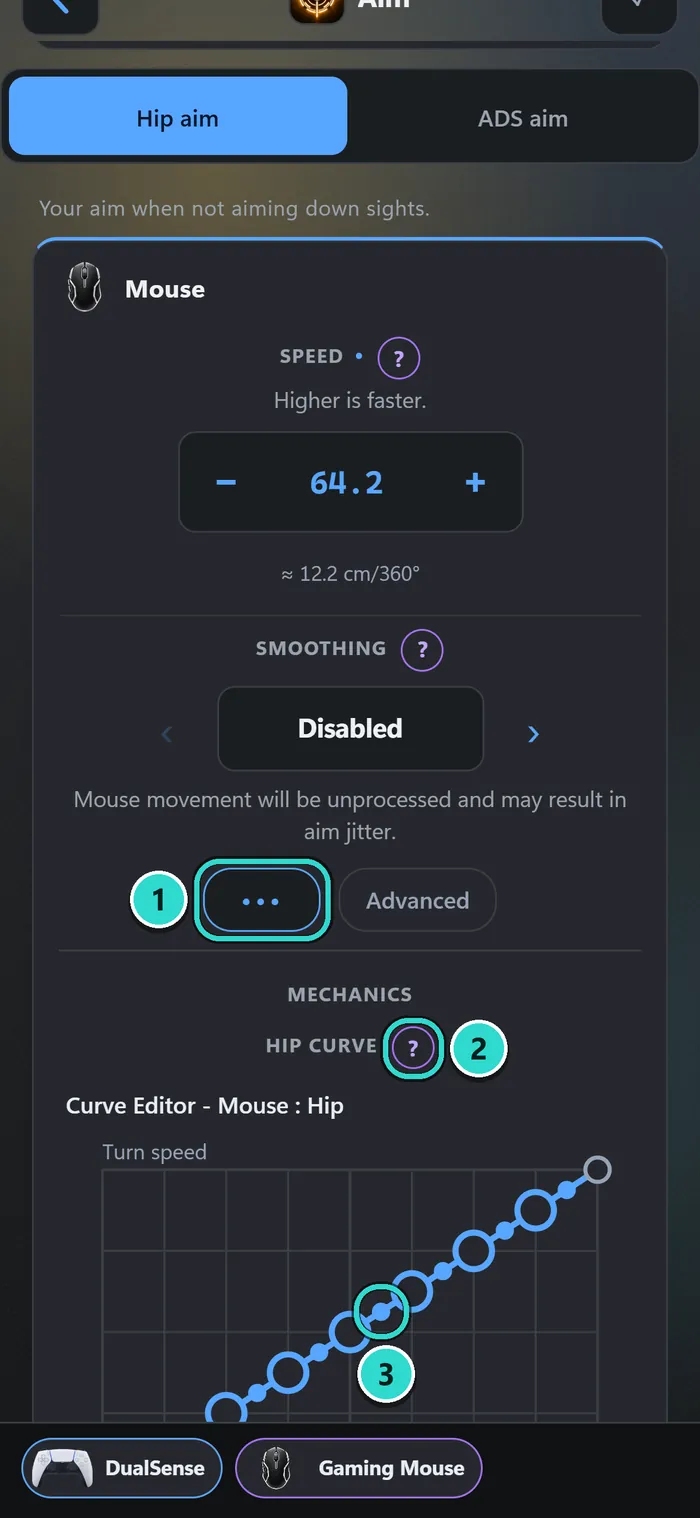 Aim
Hip aim
ADS aim
Your aim when not aiming down sights.
Mouse
SPEED • ?
Higher is faster.
− 64.2 +
≈ 12.2 cm/360°
SMOOTHING ?
‹ Disabled ›
Mouse movement will be unprocessed and may result in
aim jitter.
1 ••• Advanced
MECHANICS
HIP CURVE ? 2
Curve Editor - Mouse : Hip
Turn speed
3
DualSense
Gaming Mouse